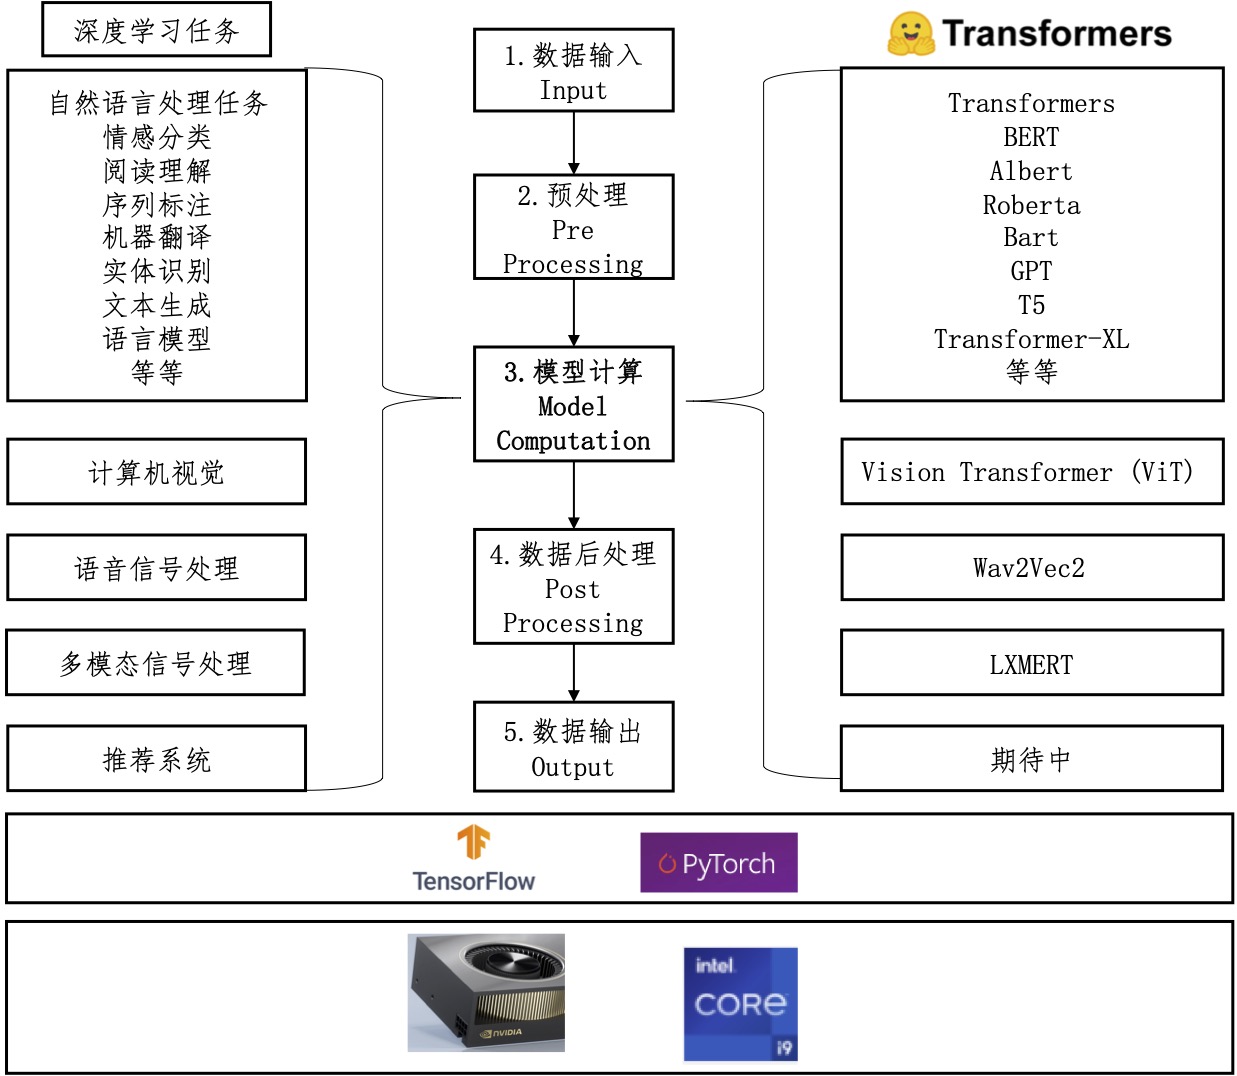 深度学习任务
自然语言处理任务
情感分类
阅读理解
序列标注
机器翻译
实体识别
文本生成
语言模型
等等
计算机视觉
语音信号处理
多模态信号处理
推荐系统
1.数据输入
Input
2.预处理
Pre
Processing
3.模型计算
Model
Computation
4.数据后处理
Post
Processing
5.数据输出
Output
Transformers
Transformers
BERT
Albert
Roberta
Bart
GPT
T5
Transformer-XL
等等
Vision Transformer (ViT)
Wav2Vec2
LXMERT
期待中
TensorFlow
PyTorch
NVIDIA
intel
CORE
i9